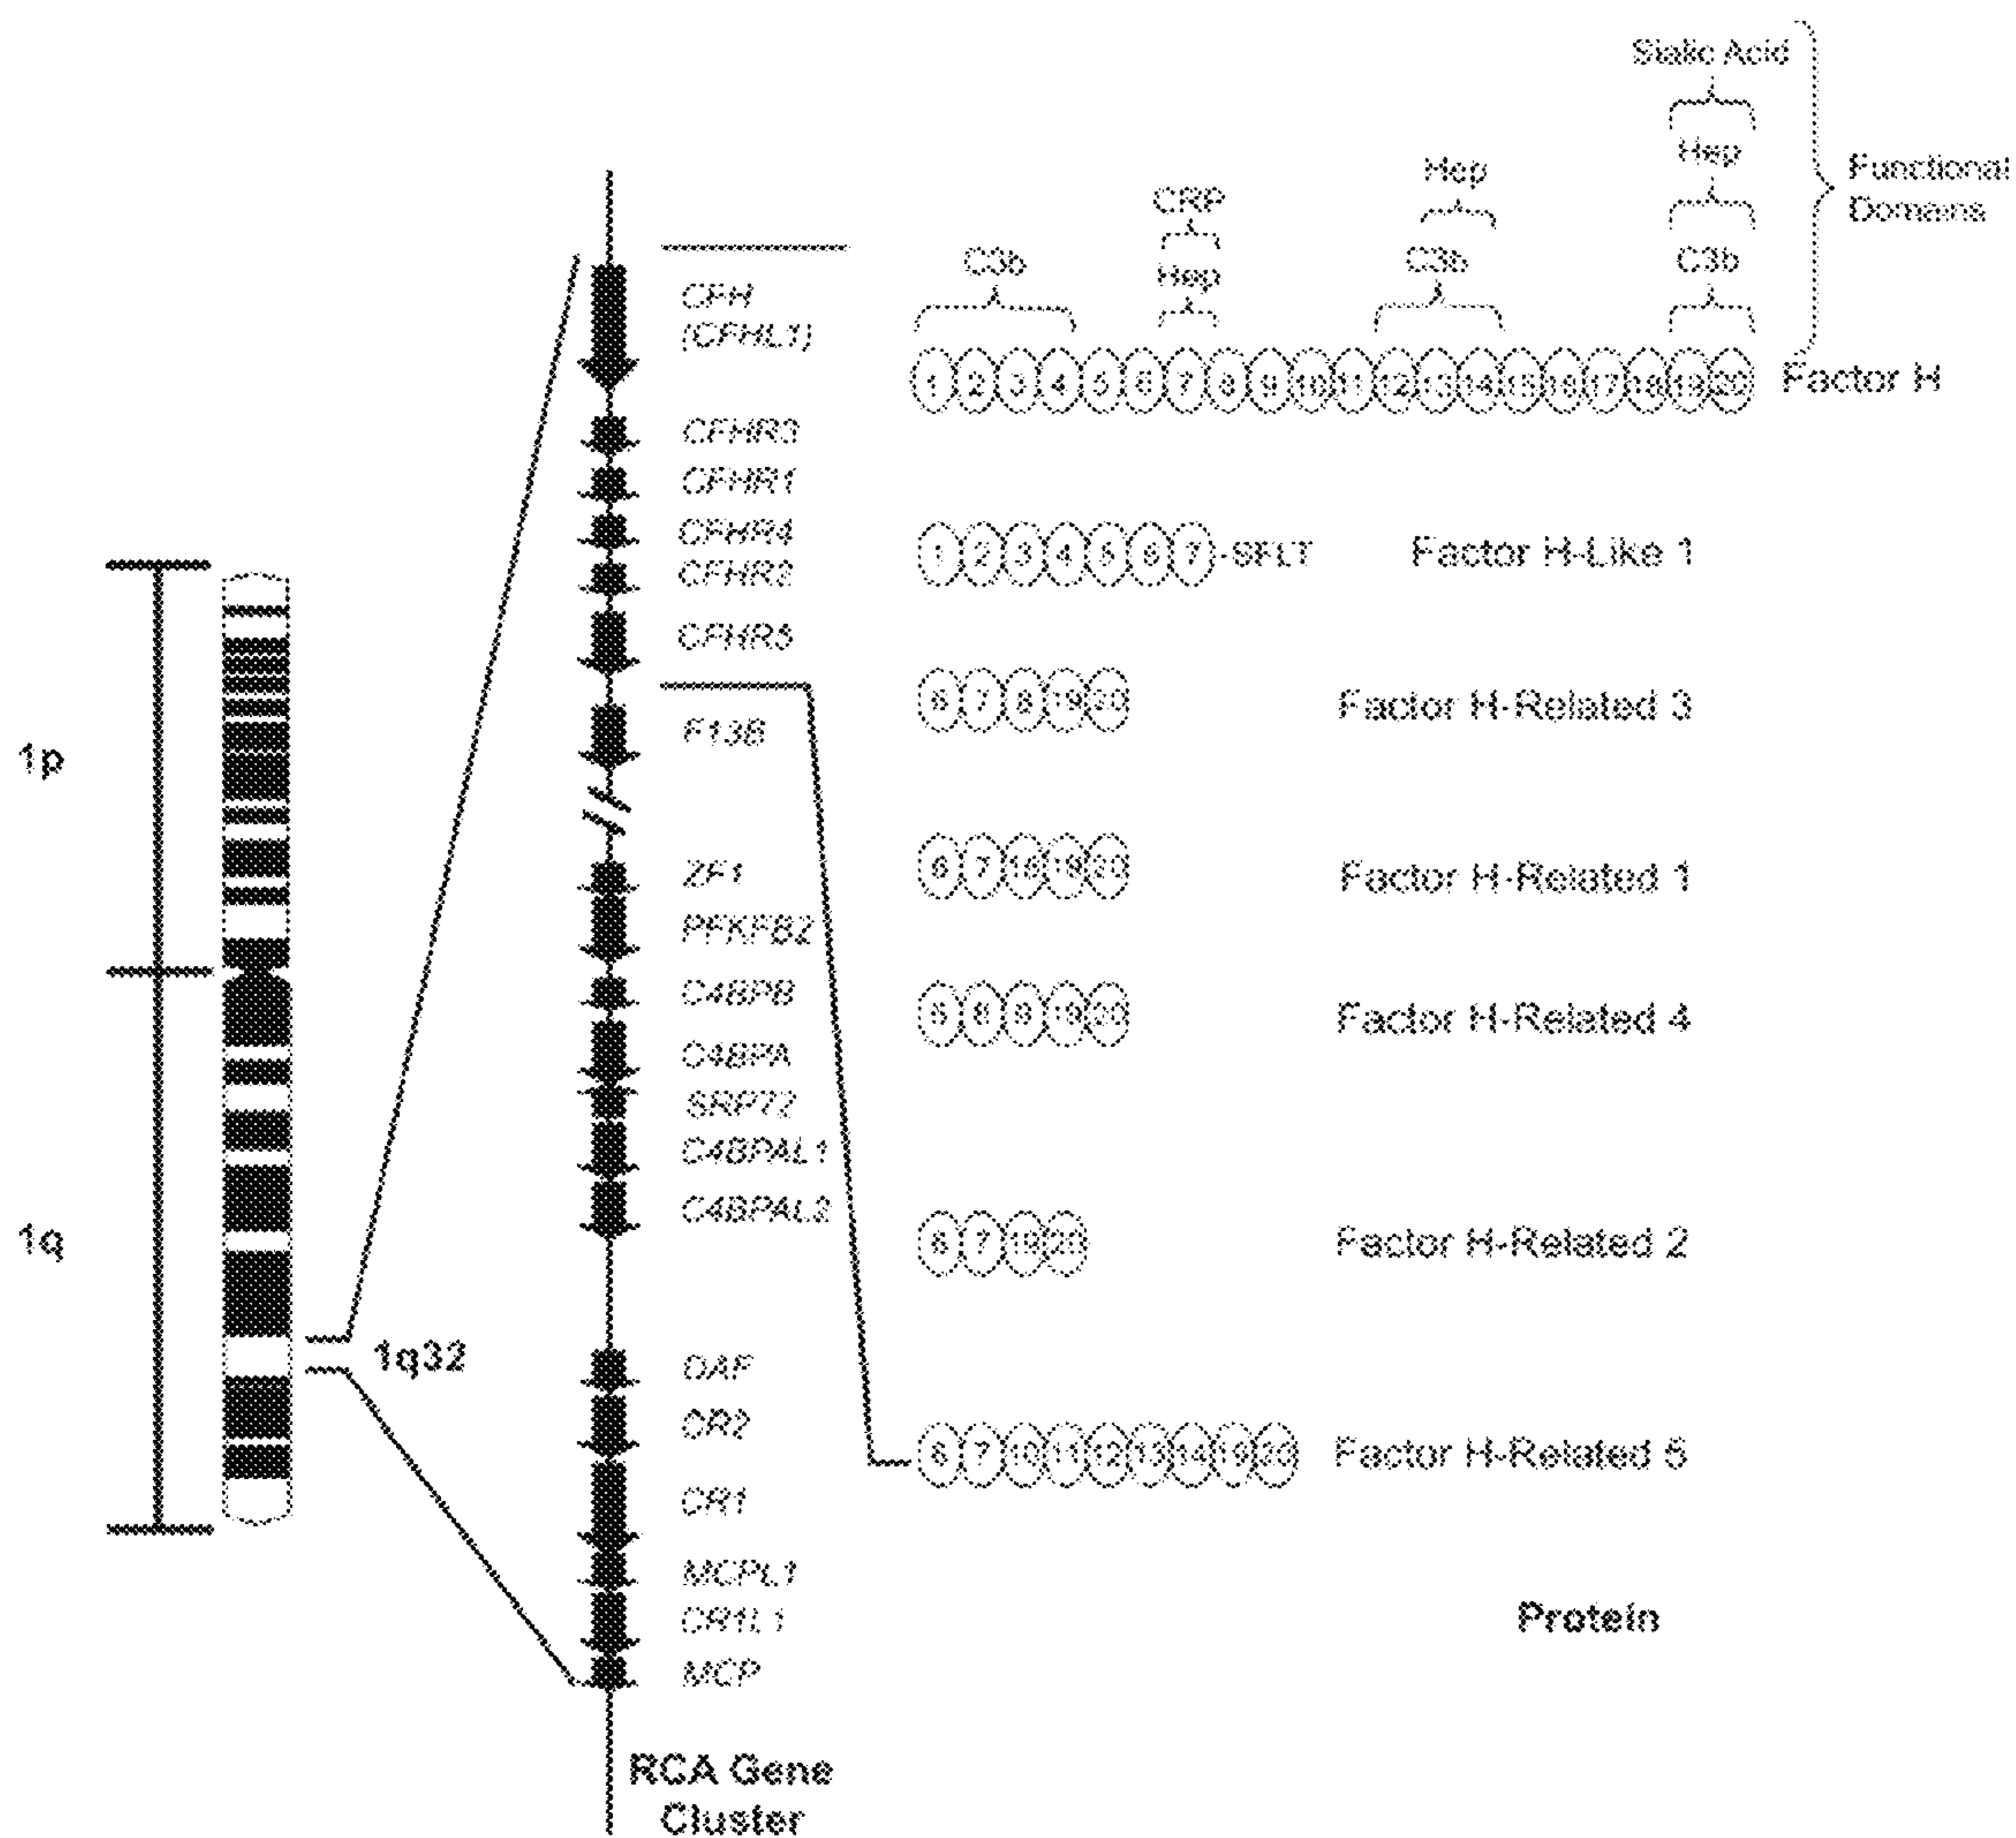 Sialic Acid
Hep
Hep
CRP
Functional
Domains
C3b
Hep
C3b
C3b
CFH
(CFHL1)
1 2 3 4 5 6 7 8 9 10 11 12 13 14 15 16 17 18 19 20 Factor H
CFHR3
CFHR1
CFHR4
1 2 3 4 5 6 7 -SFLT Factor H-Like 1
CFHR2
CFHR5
6 7 8 19 20 Factor H-Related 3
F13B
1p
ZF1
6 7 18 19 20 Factor H-Related 1
PFKFB2
C4BPB
6 8 9 19 20 Factor H-Related 4
C4BPA
SRP72
C4BPAL1
C4BPAL2
1q
6 7 19 20 Factor H-Related 2
1q32
DAF
CR2
6 7 10 11 12 13 14 19 20 Factor H-Related 5
CR1
MCPL1
CR1L1
Protein
MCP
RCA Gene
Cluster